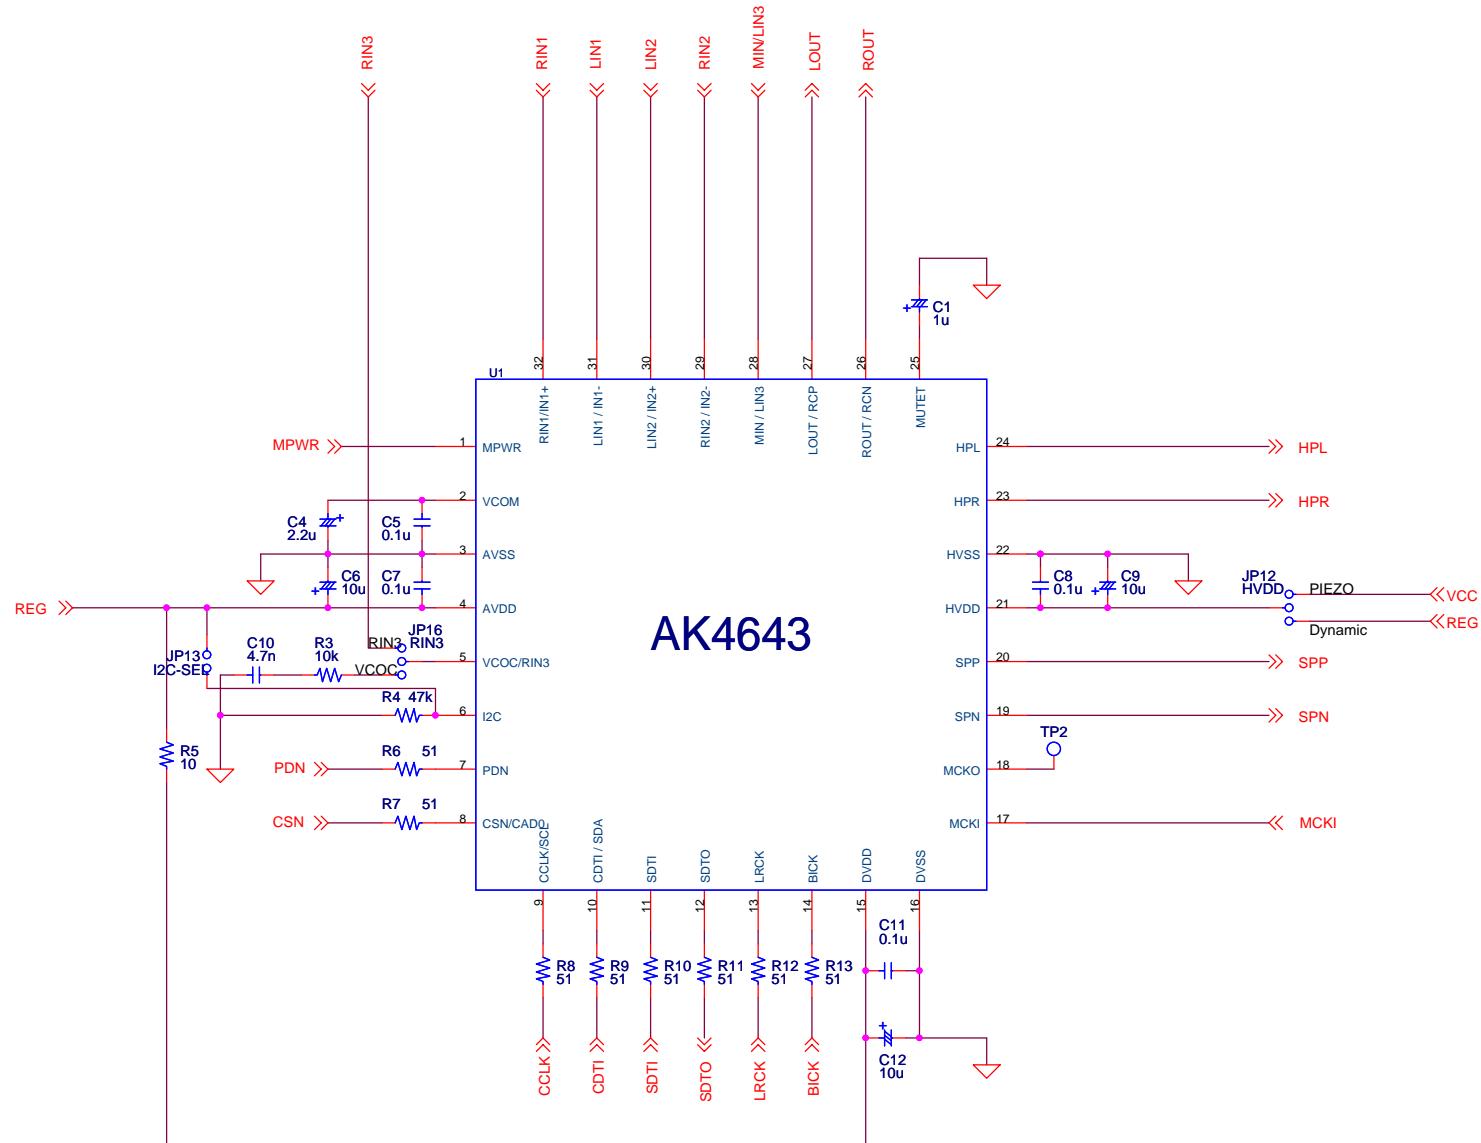 RIN3
RIN1
LIN1
LIN2
RIN2
MIN/LIN3
LOUT
ROUT
C1
1u
32
31
30
29
28
27
26
25
U1
RIN1/IN1+
LIN1 / IN1-
LIN2 / IN2+
RIN2 / IN2-
MIN / LIN3
LOUT / RCP
ROUT / RCN
MUTET
MPWR
1
MPWR
HPL
24
HPL
2
VCOM
HPR
23
HPR
C4
2.2u
C5
0.1u
3
AVSS
HVSS
22
C6
10u
C7
0.1u
C8
0.1u
C9
10u
JP12
HVDD
PIEZO
VCC
REG
4
AVDD
HVDD
21
REG
Dynamic
AK4643
JP16
RIN3
RIN3
C10
4.7n
R3
10k
VCOC
JP13
I2C-SEL
5
VCOC/RIN3
SPP
20
SPP
R4 47k
6
I2C
SPN
19
SPN
R5
10
TP2
R6 51
PDN
7
PDN
MCKO
18
R7 51
CSN
8
CSN/CAD0
MCKI
17
MCKI
CCLK/SCL
CDTI / SDA
SDTI
SDTO
LRCK
BICK
DVDD
DVSS
9
10
11
12
13
14
15
16
C11
0.1u
R8
51
R9
51
R10
51
R11
51
R12
51
R13
51
C12
10u
CCLK
CDTI
SDTI
SDTO
LRCK
BICK